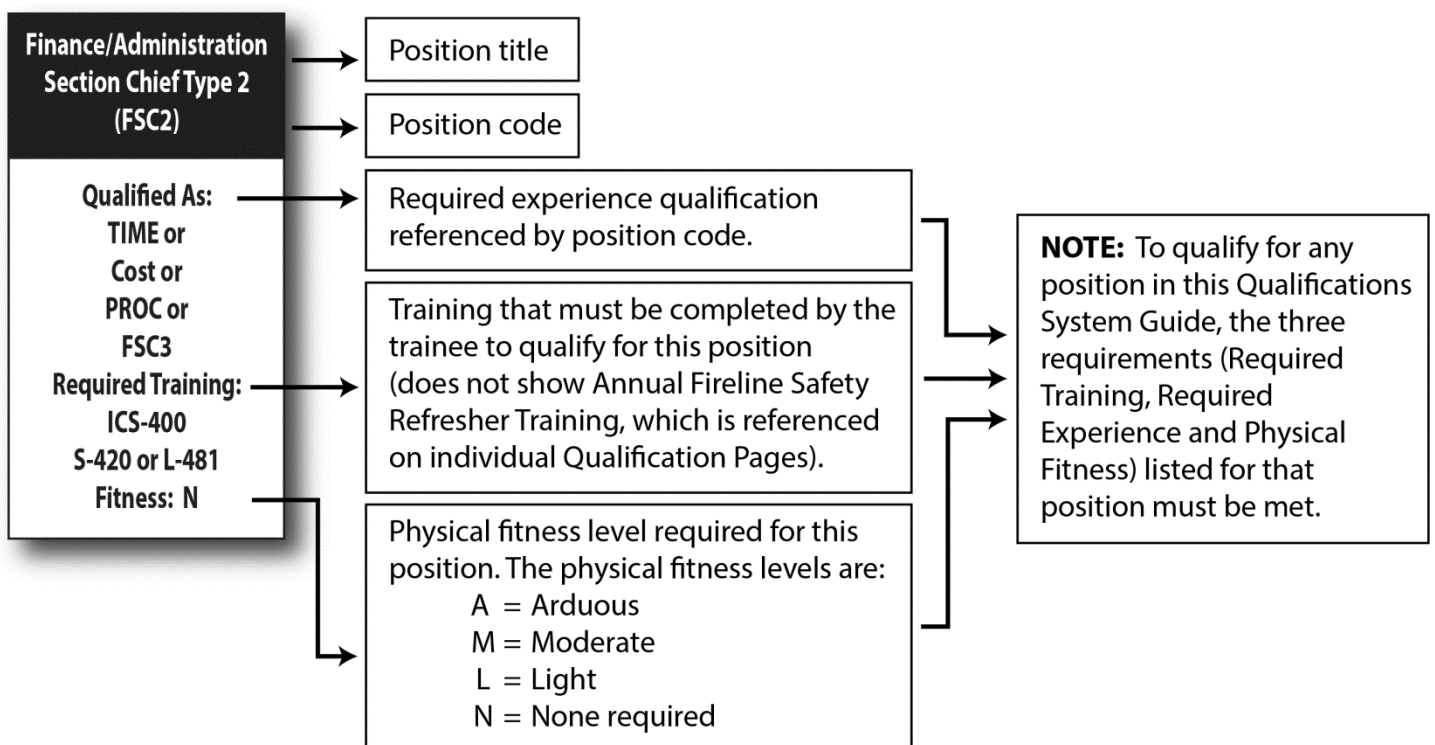 Finance/Administration
Section Chief Type 2
(FSC2)
Qualified As:
TIME or
Cost or
PROC or
FSC3
Required Training:
ICS-400
S-420 or L-481
Fitness: N
Position title
Position code
Required experience qualification
referenced by position code.
Training that must be completed by the
trainee to qualify for this position
(does not show Annual Fireline Safety
Refresher Training, which is referenced
on individual Qualification Pages).
Physical fitness level required for this
position. The physical fitness levels are:
A = Arduous
M = Moderate
L = Light
N = None required
NOTE: To qualify for any
position in this Qualifications
System Guide, the three
requirements (Required
Training, Required
Experience and Physical
Fitness) listed for that
position must be met.